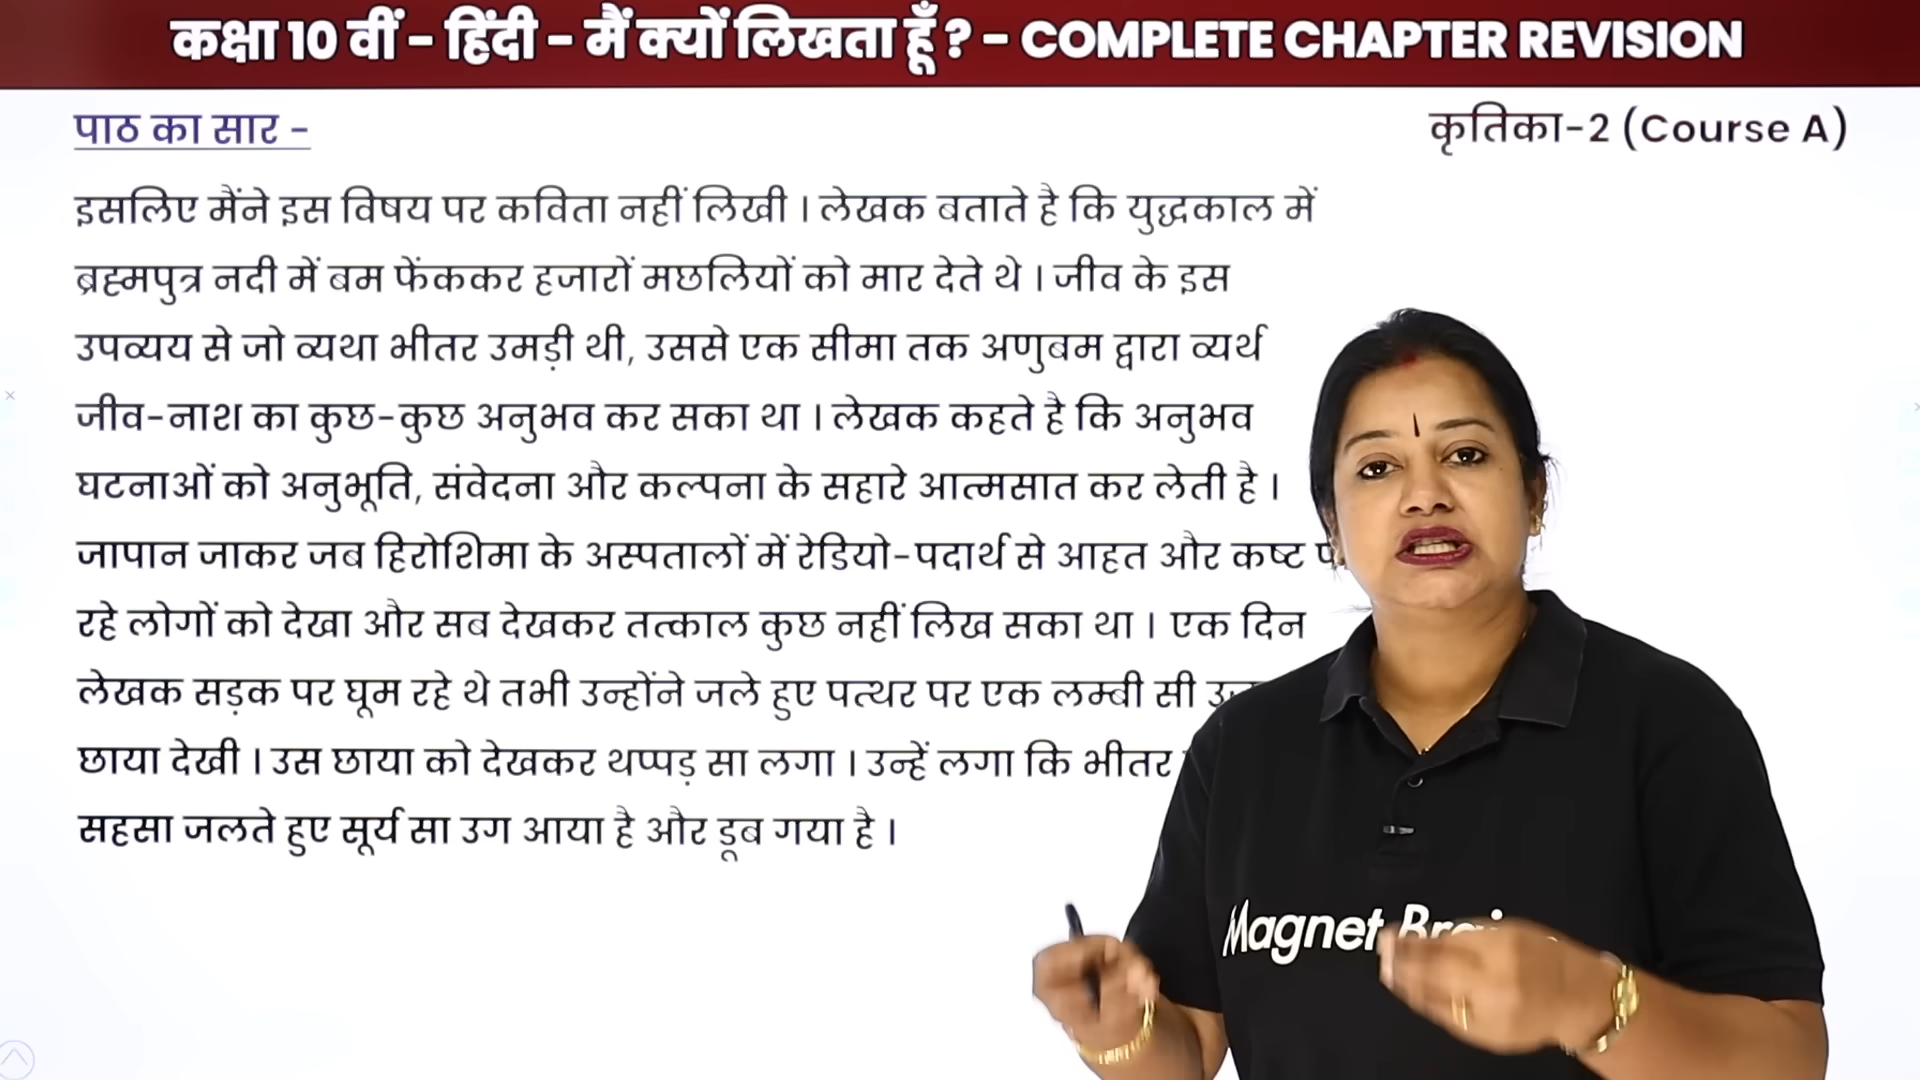 कक्षा 10 वीं - हिंदी - मैं क्यों लिखता हूँ ? - COMPLETE CHAPTER REVISION
पाठ का सार -
कृतिका-2 (Course A)
इसलिए मैंने इस विषय पर कविता नहीं लिखी । लेखक बताते है कि युद्धकाल में
ब्रह्मपुत्र नदी में बम फेंककर हजारों मछलियों को मार देते थे । जीव के इस
उपव्यय से जो व्यथा भीतर उमड़ी थी, उससे एक सीमा तक अणुबम द्वारा व्यर्थ
जीव-नाश का कुछ-कुछ अनुभव कर सका था । लेखक कहते है कि अनुभव
घटनाओं को अनुभूति, संवेदना और कल्पना के सहारे आत्मसात कर लेती है ।
जापान जाकर जब हिरोशिमा के अस्पतालों में रेडियो-पदार्थ से आहत और कष्ट
रहे लोगों को देखा और सब देखकर तत्काल कुछ नहीं लिख सका था । एक दिन
लेखक सड़क पर घूम रहे थे तभी उन्होंने जले हुए पत्थर पर एक लम्बी सी
छाया देखी । उस छाया को देखकर थप्पड़ सा लगा । उन्हें लगा कि भीतर
सहसा जलते हुए सूर्य सा उग आया है और डूब गया है ।
Magnet